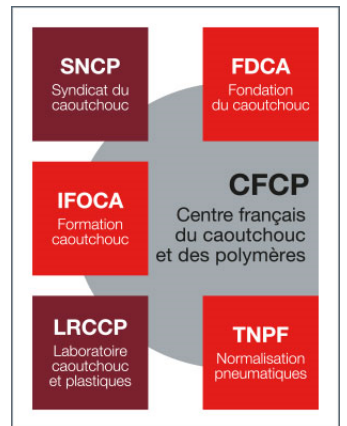 SNCP
Syndicat du
caoutchouc
FDCA
Fondation
du caoutchouc
IFOCA
Formation
caoutchouc
CFCP
Centre français
du caoutchouc
et des polymères
LRCCP
Laboratoire
caoutchouc
et plastiques
TNPF
Normalisation
pneumatiques